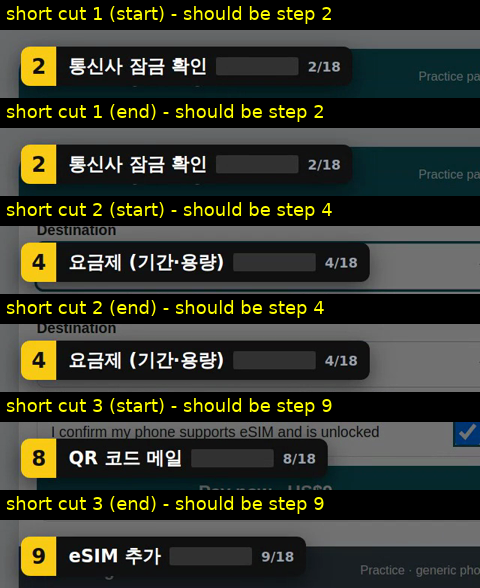 short cut 1 (start) - should be step 2
2 통신사 잠금 확인 2/18
Practice pa
short cut 1 (end) - should be step 2
2 통신사 잠금 확인 2/18
Practice pa
short cut 2 (start) - should be step 4
Destination
4 요금제 (기간·용량) 4/18
short cut 2 (end) - should be step 4
Destination
4 요금제 (기간·용량) 4/18
short cut 3 (start) - should be step 9
I confirm my phone supports eSIM and is unlocked
8 QR 코드 메일 8/18
short cut 3 (end) - should be step 9
9 eSIM 추가 9/18
Practice · generic pho